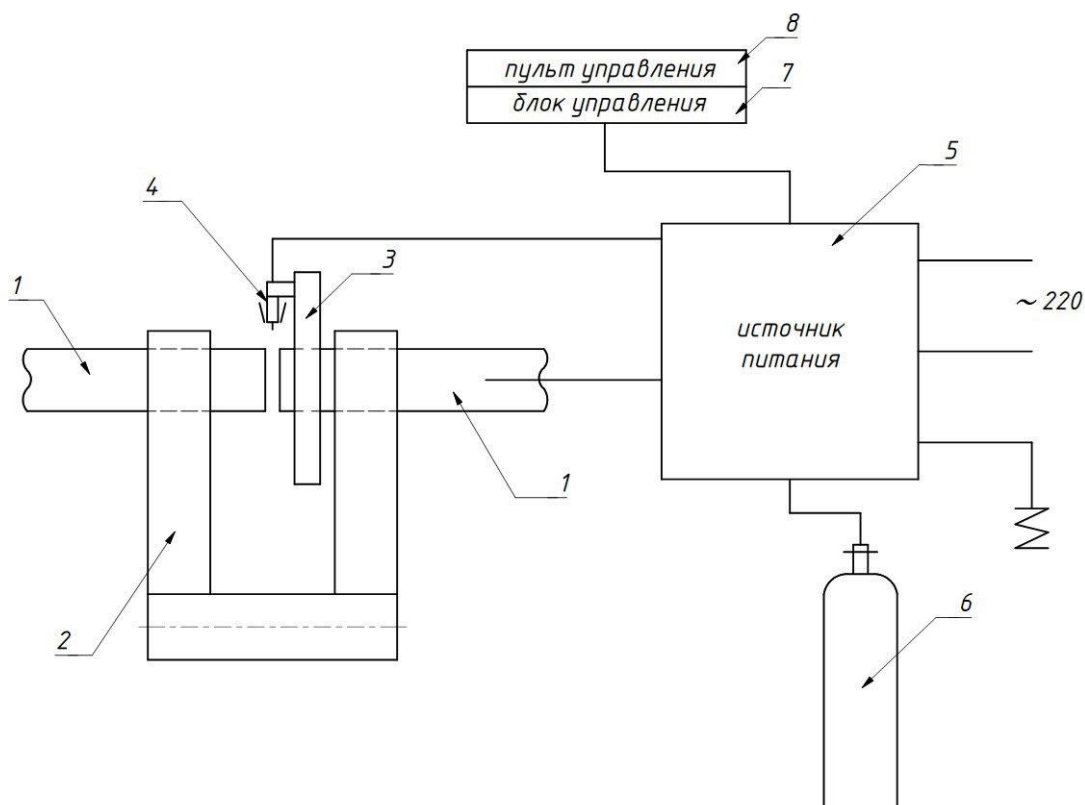 8
пульт управления
7
блок управления
5
4
3
1
~ 220
источник
питания
1
2
6